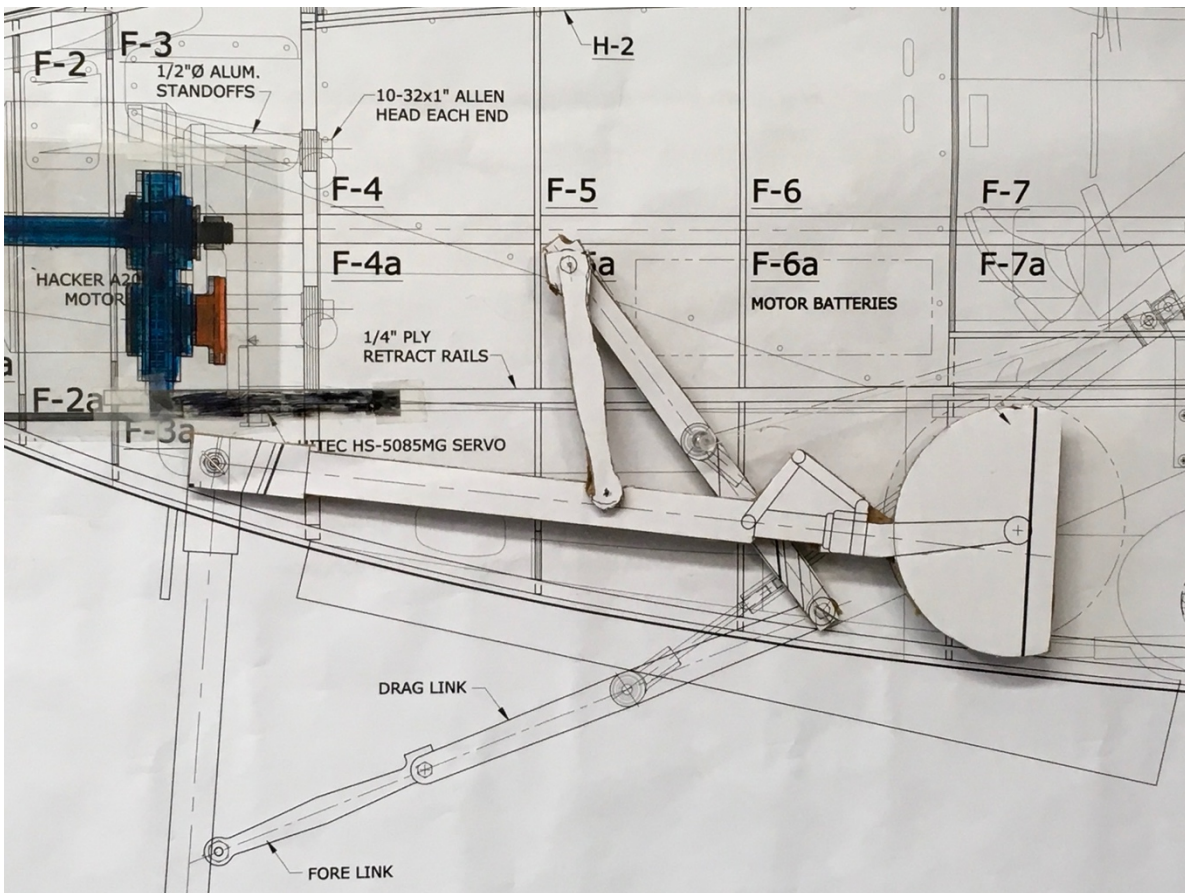 F-2
F-3
1/2"Ø ALUM.
STANDOFFS
H-2
10-32x1" ALLEN
HEAD EACH END
F-4
F-5
F-6
F-7
F-4a
F-6a
F-7a
HACKER
MOTOR
MOTOR BATTERIES
1/4" PLY
RETRACT RAILS
F-2a
F-3a
HS-5085MG SERVO
DRAG LINK
FORE LINK